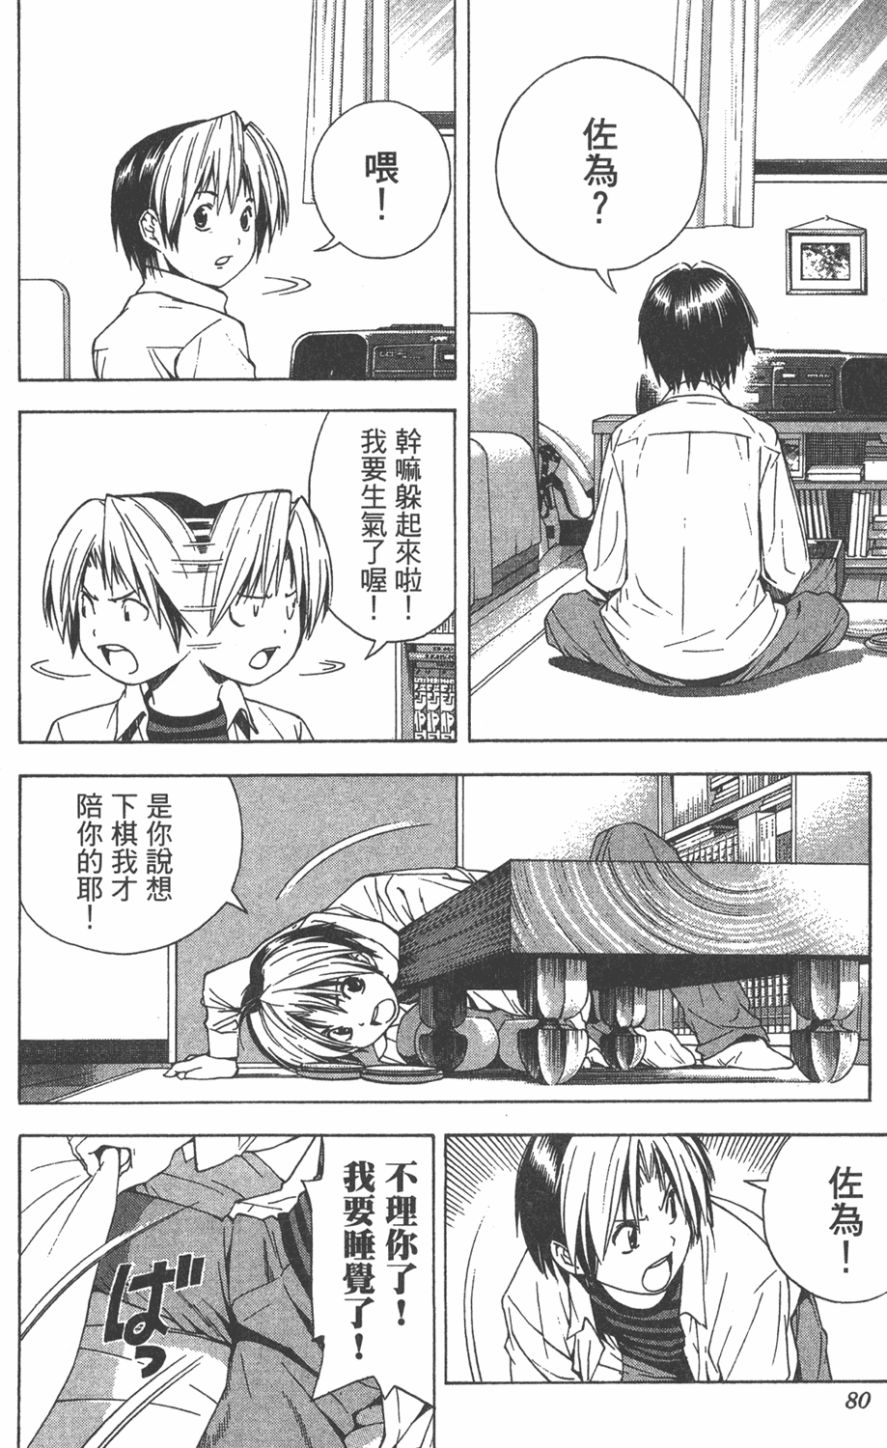 佐為？
喂！
幹嘛躲起來啦！
我要生氣了喔！
是你說想
下棋我才
陪你的耶！
佐為！
不理你了！
我要睡覺了！
ばっ
80